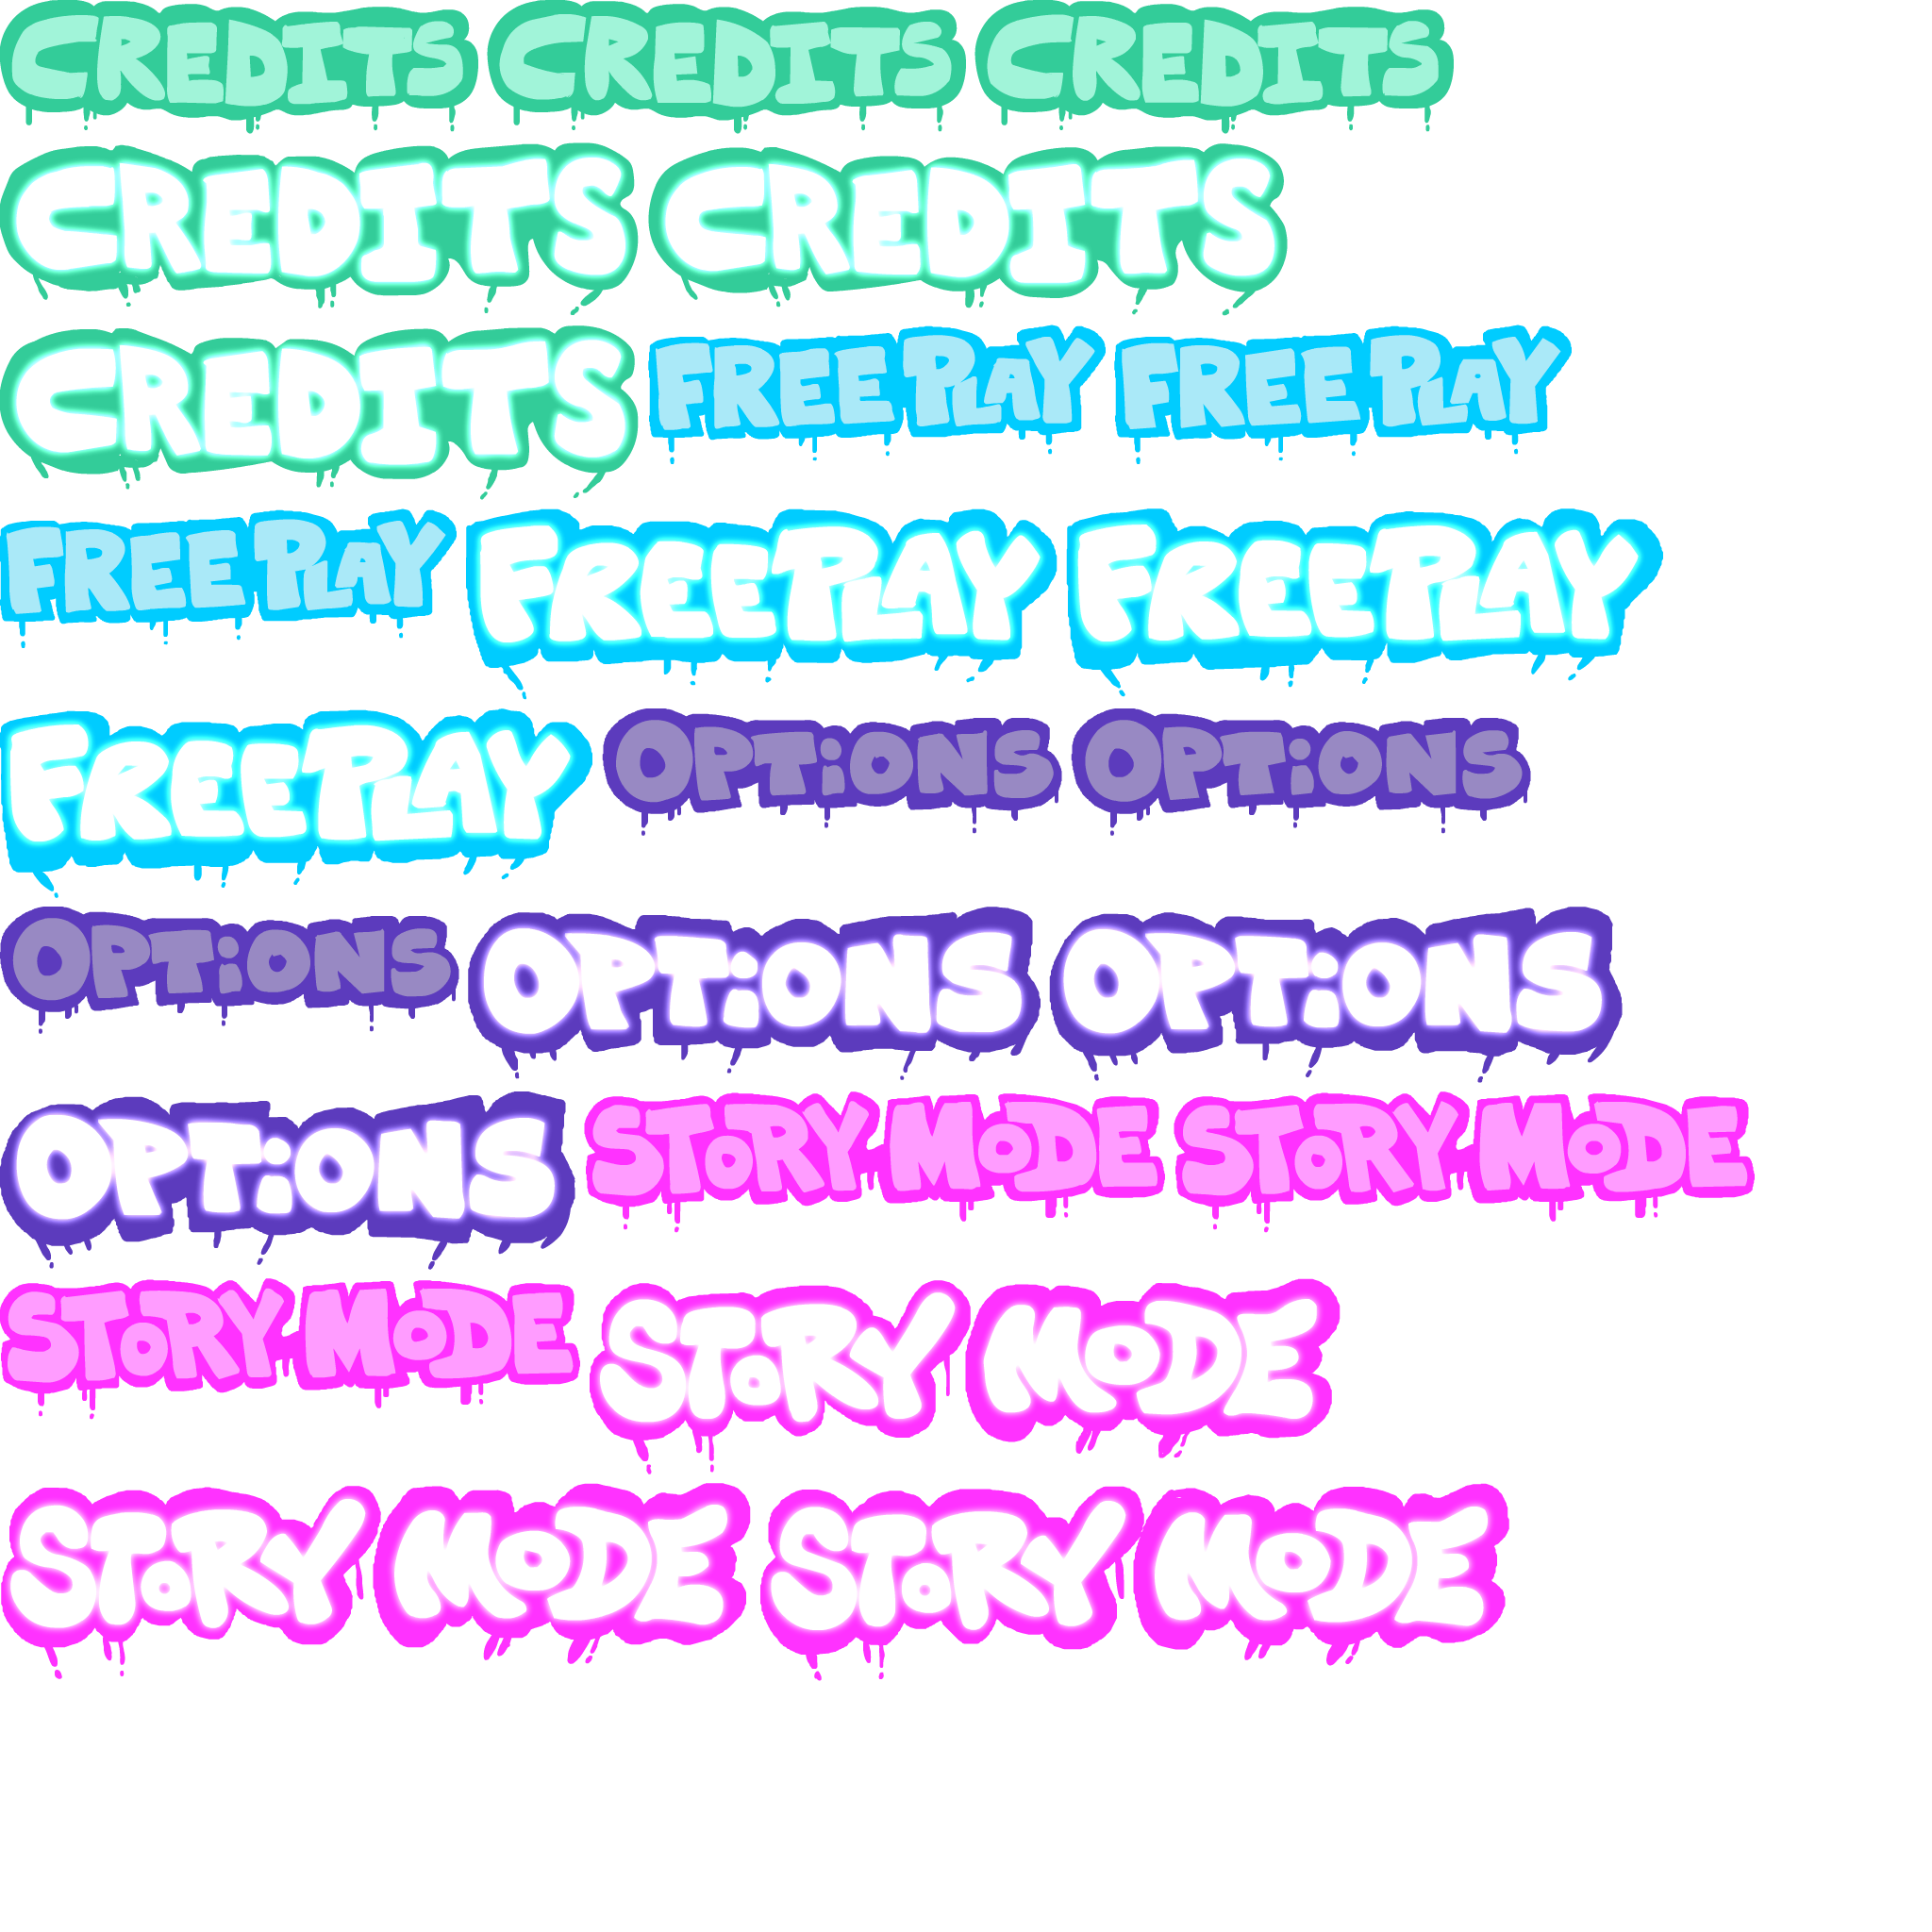 CREDITS CREDITS CREDITS
CREDITS CREDITS
CREDITS FREEPLAY FREEPLAY
FREEPLAY FREEPLAY FREEPLAY
FREEPLAY OPTiONS OPTiONS
OPTiONS OPTiONS OPTiONS
OPTiONS SToRY MoDE SToRY MoDE
SToRY MoDE SToRY MoDE
SToRY MoDE SToRY MoDE